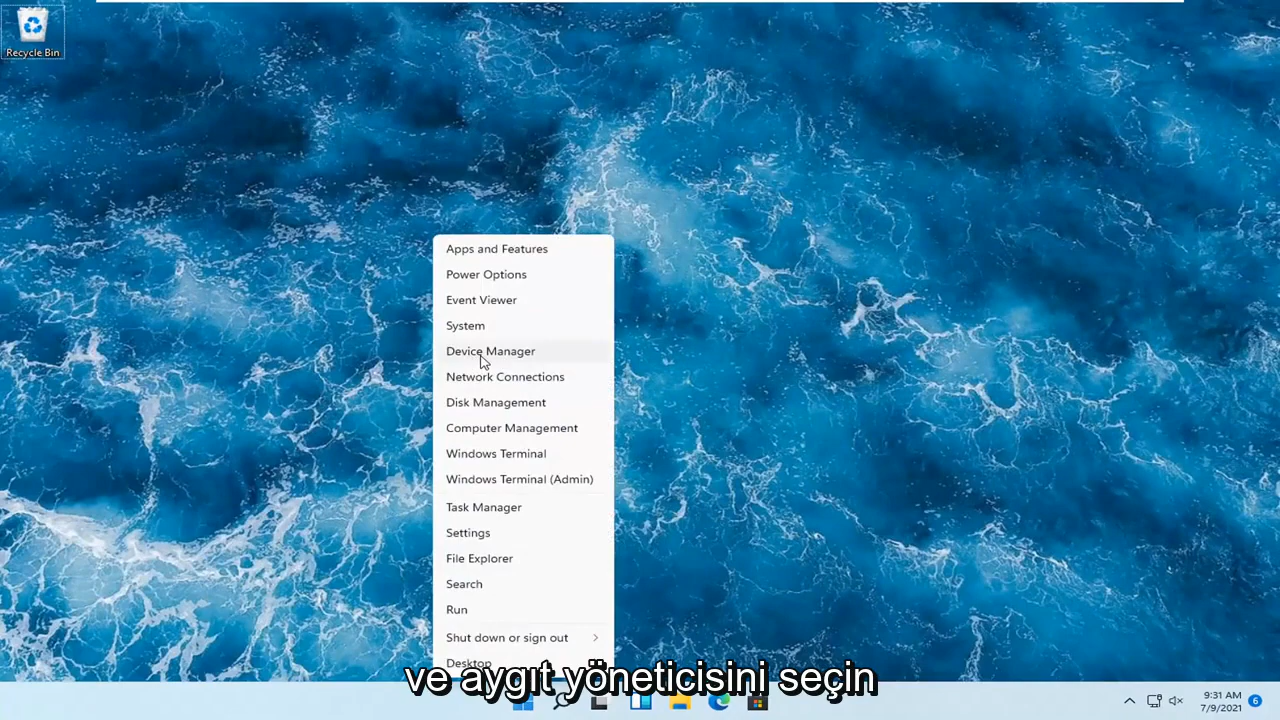 Recycle Bin
Apps and Features
Power Options
Event Viewer
System
Device Manager
Network Connections
Disk Management
Computer Management
Windows Terminal
Windows Terminal (Admin)
Task Manager
Settings
File Explorer
Search
Run
Shut down or sign out
Desktop
ve aygıt yöneticisini seçin
9:31 AM
7/9/2021
6